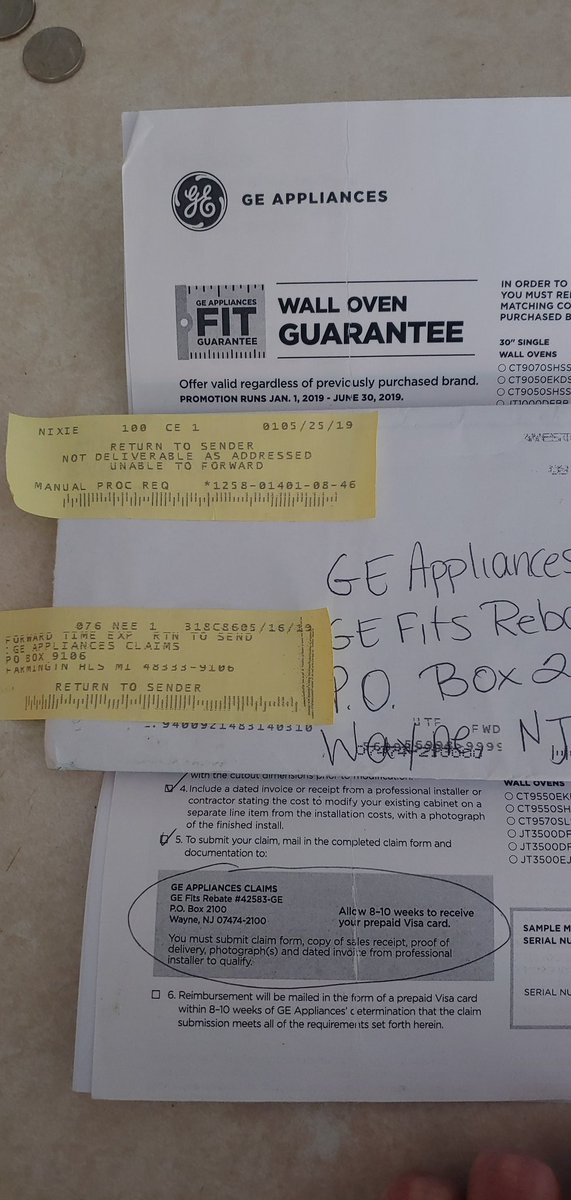 GE
GE APPLIANCES
GE APPLIANCES
FIT
GUARANTEE
WALL OVEN
GUARANTEE
Offer valid regardless of previously purchased brand.
PROMOTION RUNS JAN. 1, 2019 - JUNE 30, 2019.
IN ORDER TO
YOU MUST
MATCHING
PURCHASED
30" SINGLE
WALL OVENS
CT9070SHSS
CT9050EKDS
CT9050SHSS
NIXIE 100 CE 1 0105/25/19
RETURN TO SENDER
NOT DELIVERABLE AS ADDRESSED
UNABLE TO FORWARD
MANUAL PROC REQ *1258-01401-08-46
GE Appliances
GE Fits
P.O. Box 2
Wayne NJ
076 NEE 1 318C8605/16/19
FORWARD TIME EXP RTN TO SEND
:GE APPLIANCES CLAIMS
PO BOX 9106
FARMINGTN HLS MI 48333-9106
RETURN TO SENDER
FWD
with the cutout dimensions prior to modification.
4. Include a dated invoice or receipt from a professional installer or
contractor stating the cost to modify your existing cabinet on a
separate line item from the installation costs, with a photograph
of the finished install.
5. To submit your claim, mail in the completed claim form and
documentation to:
GE APPLIANCES CLAIMS
GE Fits Rebate #42583-GE
P.O. Box 2100
Wayne, NJ 07474-2100
Allow 8-10 weeks to receive
your prepaid Visa card.
You must submit claim form, copy of sales receipt, proof of
delivery, photograph(s) and dated invoice from professional
installer to qualify.
6. Reimbursement will be mailed in the form of a prepaid Visa card
within 8-10 weeks of GE Appliances' determination that the claim
submission meets all of the requirements set forth herein.
WALL OVENS
CT9550
CT9550SH
CT9570SL
JT3500DF
JT3500DF
JT3500EJ
SAMPLE
SERIAL
SERIAL